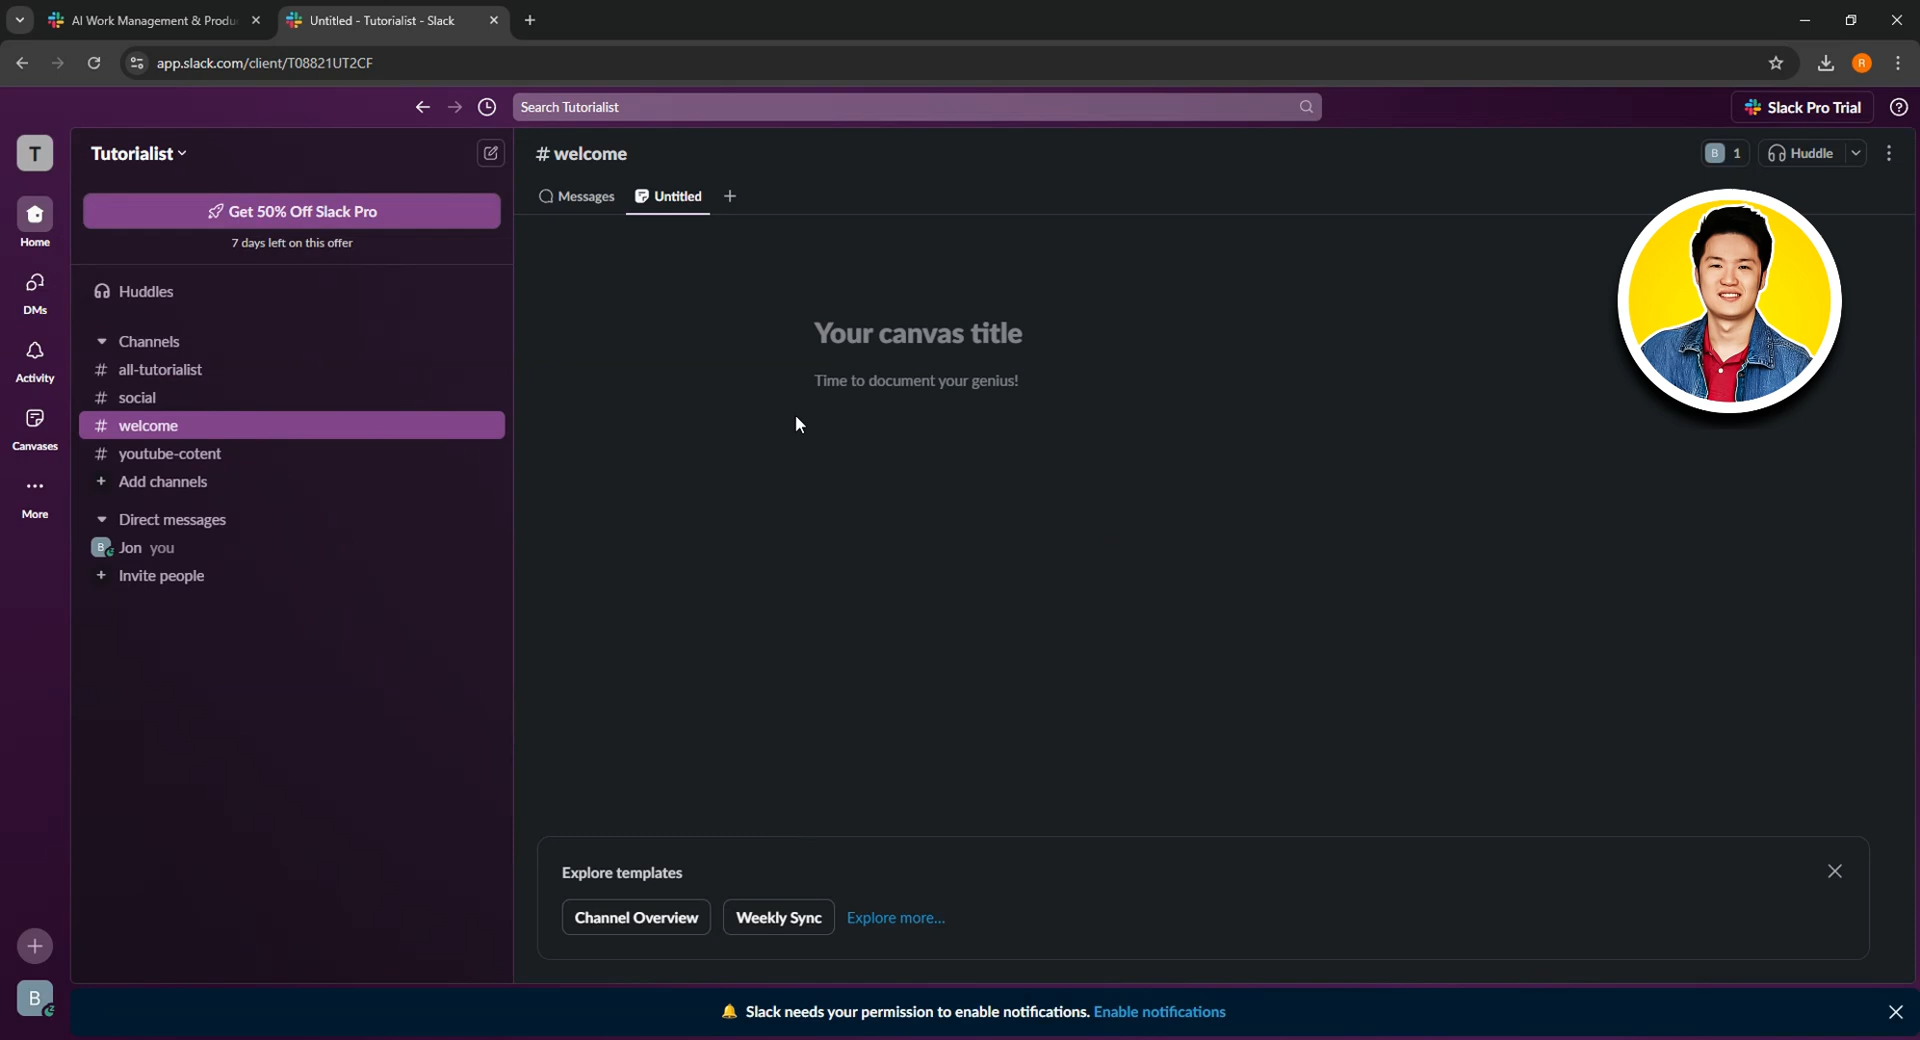 AI Work Management & Produ
Untitled - Tutorialist - Slack
app.slack.com/client/T08821UT2CF
R
Search Tutorialist
Slack Pro Trial
T
Tutorialist
# welcome
B 1
Huddle
Messages
Untitled
Get 50% Off Slack Pro
7 days left on this offer
Home
DMs
Activity
Canvases
More
Huddles
Channels
# all-tutorialist
# social
# welcome
# youtube-cotent
+ Add channels
Direct messages
B Jon you
+ Invite people
Your canvas title
Time to document your genius!
Explore templates
Channel Overview
Weekly Sync
Explore more...
B
Slack needs your permission to enable notifications. Enable notifications